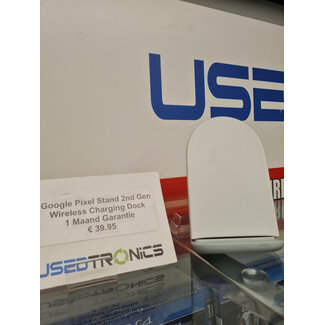 USE
Google Pixel Stand 2nd Gen
Wireless Charging Dock
1 Maand Garantie
€ 39.95
USEDTRONICS